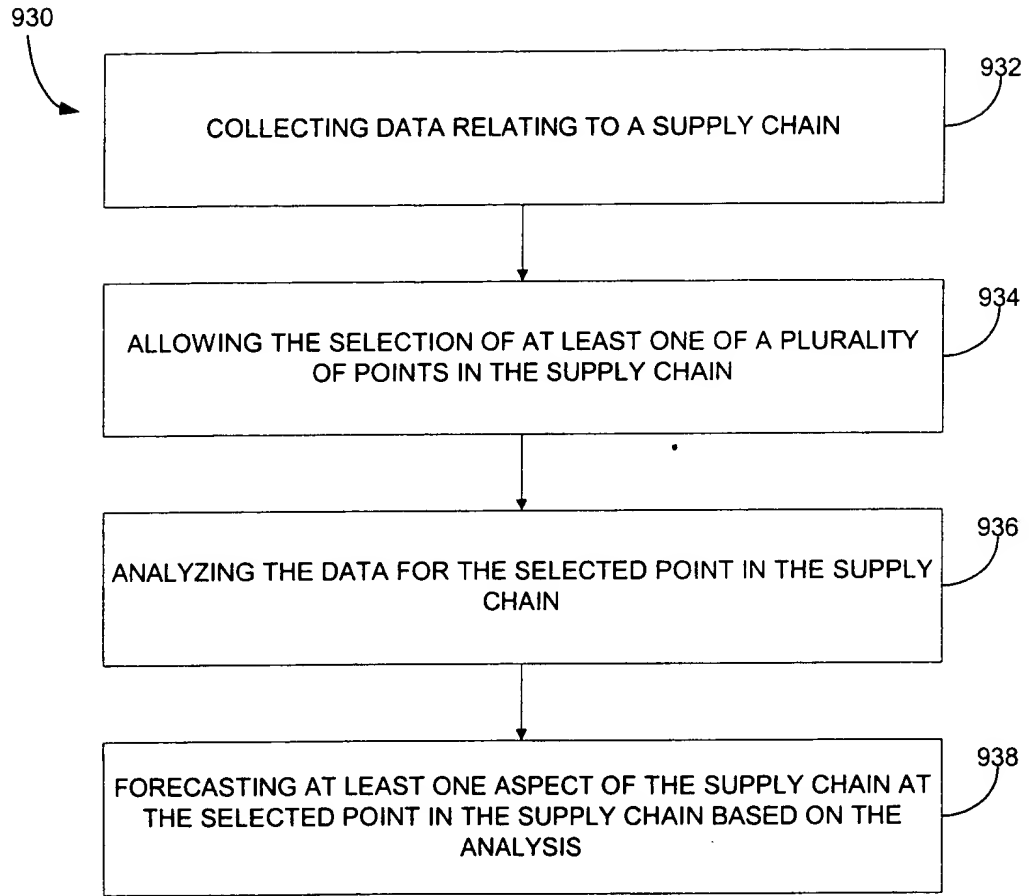 930
932
COLLECTING DATA RELATING TO A SUPPLY CHAIN
934
ALLOWING THE SELECTION OF AT LEAST ONE OF A PLURALITY
OF POINTS IN THE SUPPLY CHAIN
936
ANALYZING THE DATA FOR THE SELECTED POINT IN THE SUPPLY
CHAIN
938
FORECASTING AT LEAST ONE ASPECT OF THE SUPPLY CHAIN AT
THE SELECTED POINT IN THE SUPPLY CHAIN BASED ON THE
ANALYSIS